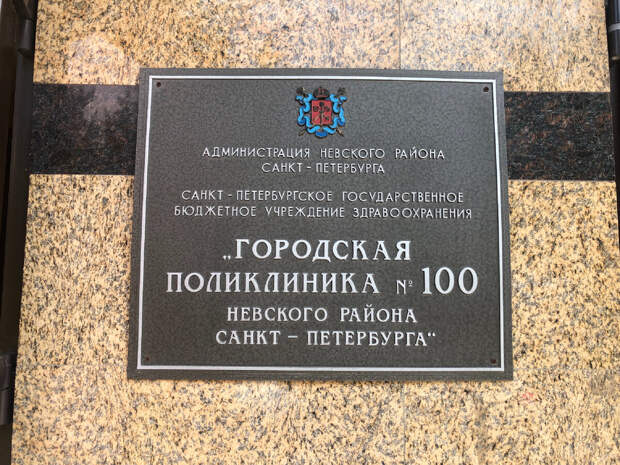 АДМИНИСТРАЦИЯ НЕВСКОГО РАЙОНА
САНКТ - ПЕТЕРБУРГА
САНКТ - ПЕТЕРБУРГСКОЕ ГОСУДАРСТВЕННОЕ
БЮДЖЕТНОЕ УЧРЕЖДЕНИЕ ЗДРАВООХРАНЕНИЯ
„ГОРОДСКАЯ
ПОЛИКЛИНИКА № 100
НЕВСКОГО РАЙОНА
САНКТ – ПЕТЕРБУРГА“